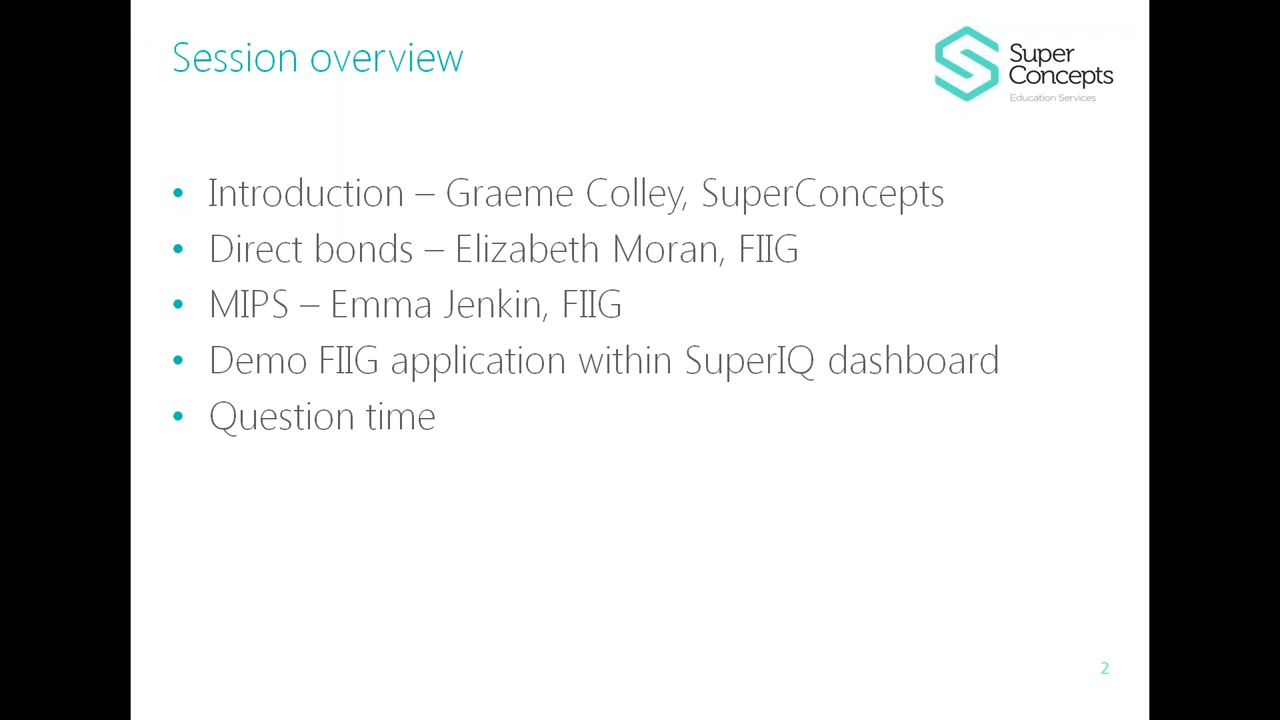 Session overview
Super
Concepts
Education Services
• Introduction – Graeme Colley, SuperConcepts
• Direct bonds – Elizabeth Moran, FIIG
• MIPS – Emma Jenkin, FIIG
• Demo FIIG application within SuperIQ dashboard
• Question time
2